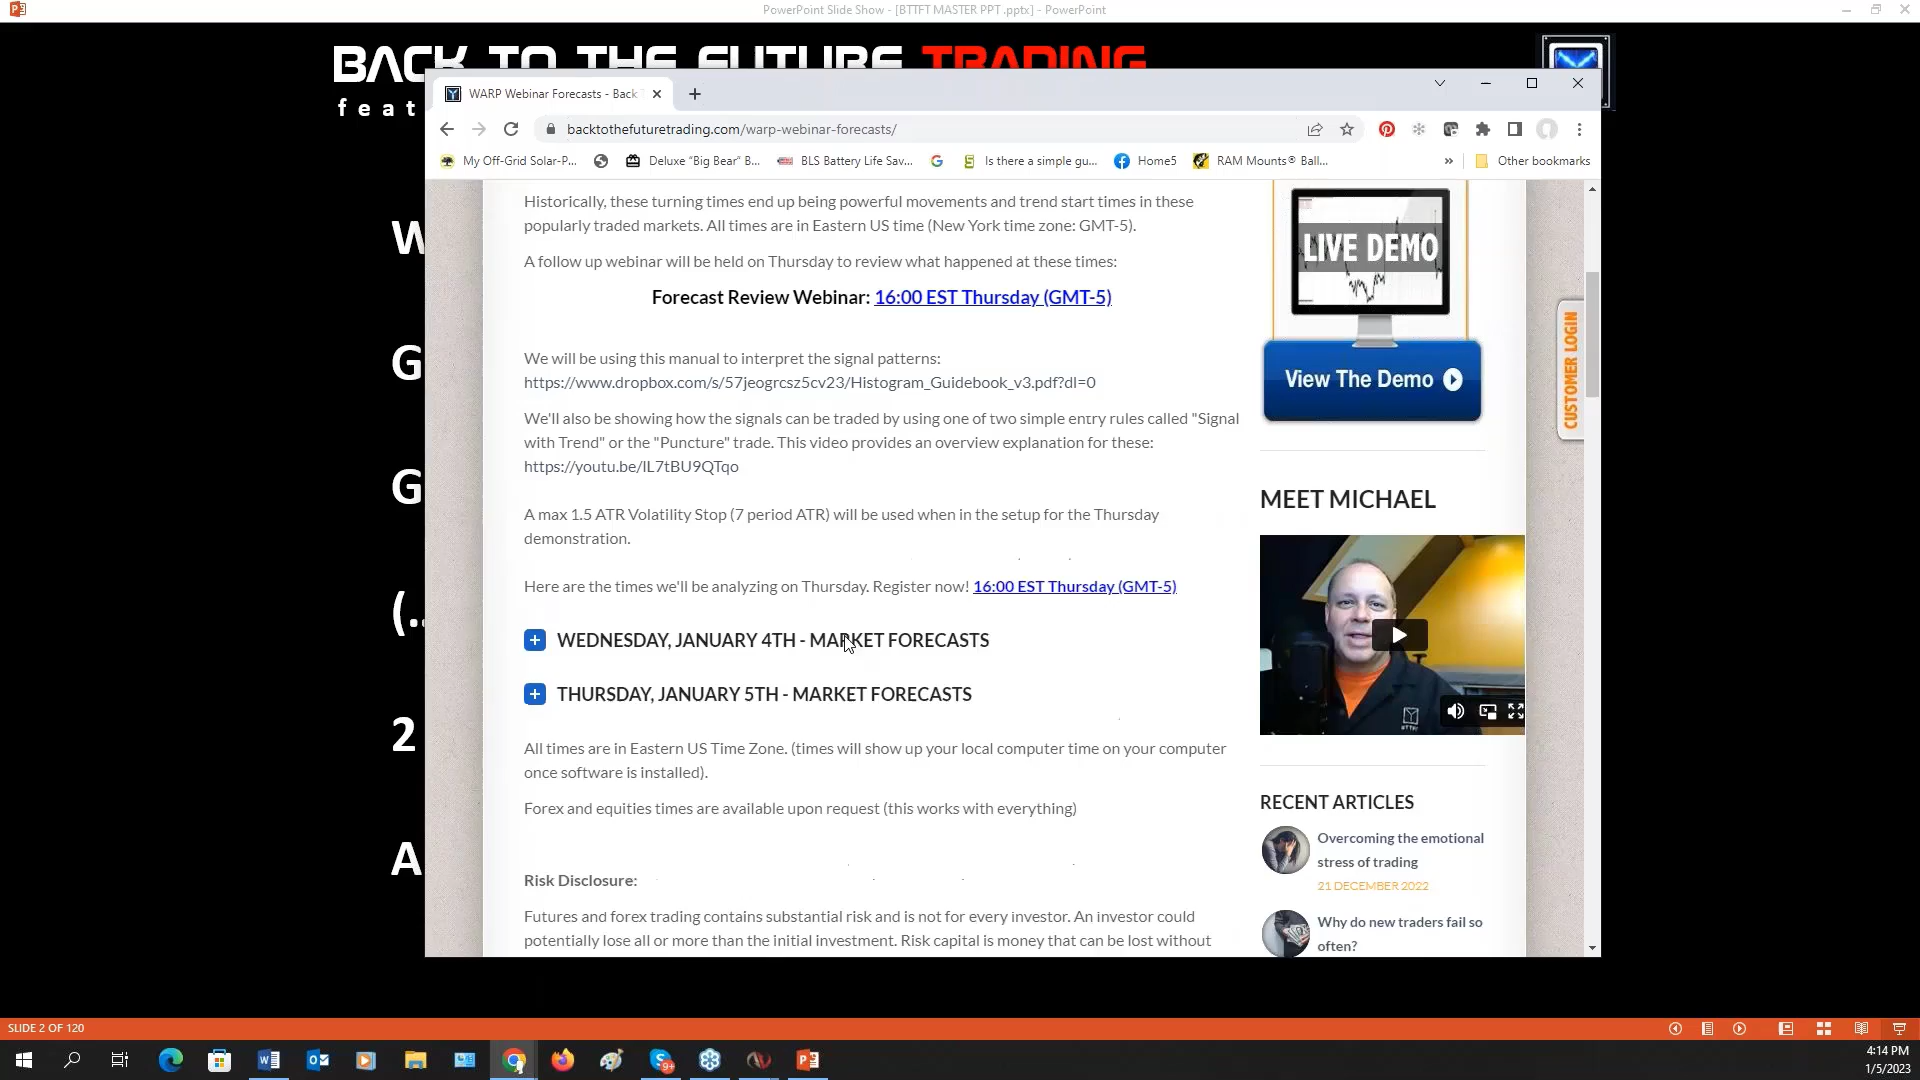 PowerPoint Slide Show - [BTTFT MASTER PPT .pptx] - PowerPoint
BACK TO THE FUTURE TRADING
feat
WARP Webinar Forecasts - Back
backtothefuturetrading.com/warp-webinar-forecasts/
My Off-Grid Solar-P...
Deluxe "Big Bear" B...
BLS Battery Life Sav...
Is there a simple gu...
Home5
RAM Mounts® Ball...
»
Other bookmarks
W
G
G
(..
2
A
Historically, these turning times end up being powerful movements and trend start times in these
popularly traded markets. All times are in Eastern US time (New York time zone: GMT-5).
A follow up webinar will be held on Thursday to review what happened at these times:
Forecast Review Webinar: 16:00 EST Thursday (GMT-5)
We will be using this manual to interpret the signal patterns:
https://www.dropbox.com/s/57jeogrcsz5cv23/Histogram_Guidebook_v3.pdf?dl=0
We'll also be showing how the signals can be traded by using one of two simple entry rules called "Signal
with Trend" or the "Puncture" trade. This video provides an overview explanation for these:
https://youtu.be/IL7tBU9QTqo
A max 1.5 ATR Volatility Stop (7 period ATR) will be used when in the setup for the Thursday
demonstration.
Here are the times we'll be analyzing on Thursday. Register now! 16:00 EST Thursday (GMT-5)
WEDNESDAY, JANUARY 4TH - MARKET FORECASTS
THURSDAY, JANUARY 5TH - MARKET FORECASTS
All times are in Eastern US Time Zone. (times will show up your local computer time on your computer
once software is installed).
Forex and equities times are available upon request (this works with everything)
Risk Disclosure:
Futures and forex trading contains substantial risk and is not for every investor. An investor could
potentially lose all or more than the initial investment. Risk capital is money that can be lost without
LIVE DEMO
View The Demo
CUSTOMER LOGIN
MEET MICHAEL
BTTFT
RECENT ARTICLES
Overcoming the emotional
stress of trading
21 DECEMBER 2022
Why do new traders fail so
often?
SLIDE 2 OF 120
9+
4:14 PM
1/5/2023